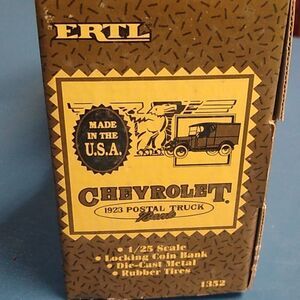 ERTL
MADE
IN THE
U.S.A.
CHEVROLET
1923 POSTAL TRUCK
Bank
• 1/25 Scale
• Locking Coin Bank
• Die-Cast Metal
• Rubber Tires
1352